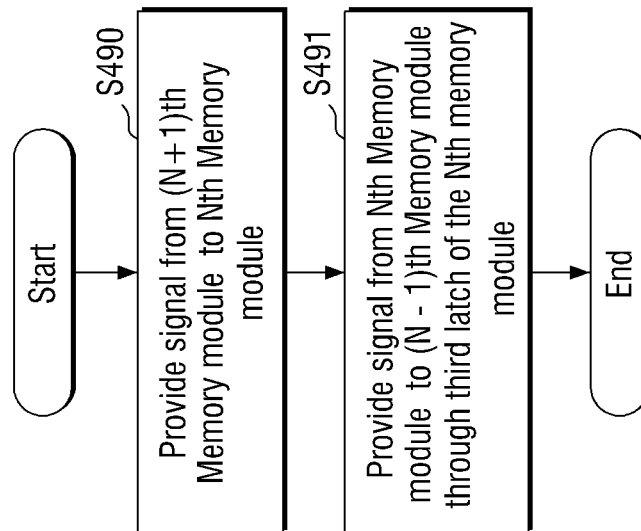 Start
S490
Provide signal from (N+1)th
Memory module to Nth Memory
module
S491
Provide signal from Nth Memory
module to (N - 1)th Memory module
through third latch of the Nth memory
module
End